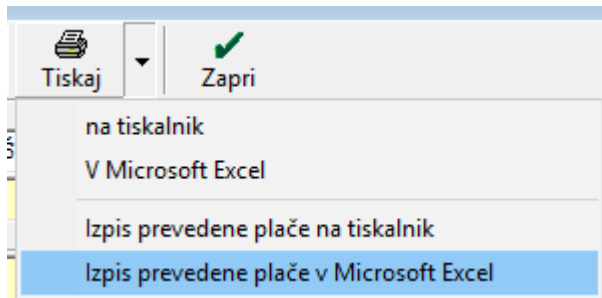 Tiskaj
Zapri
na tiskalnik
V Microsoft Excel
Izpis prevedene plače na tiskalnik
Izpis prevedene plače v Microsoft Excel